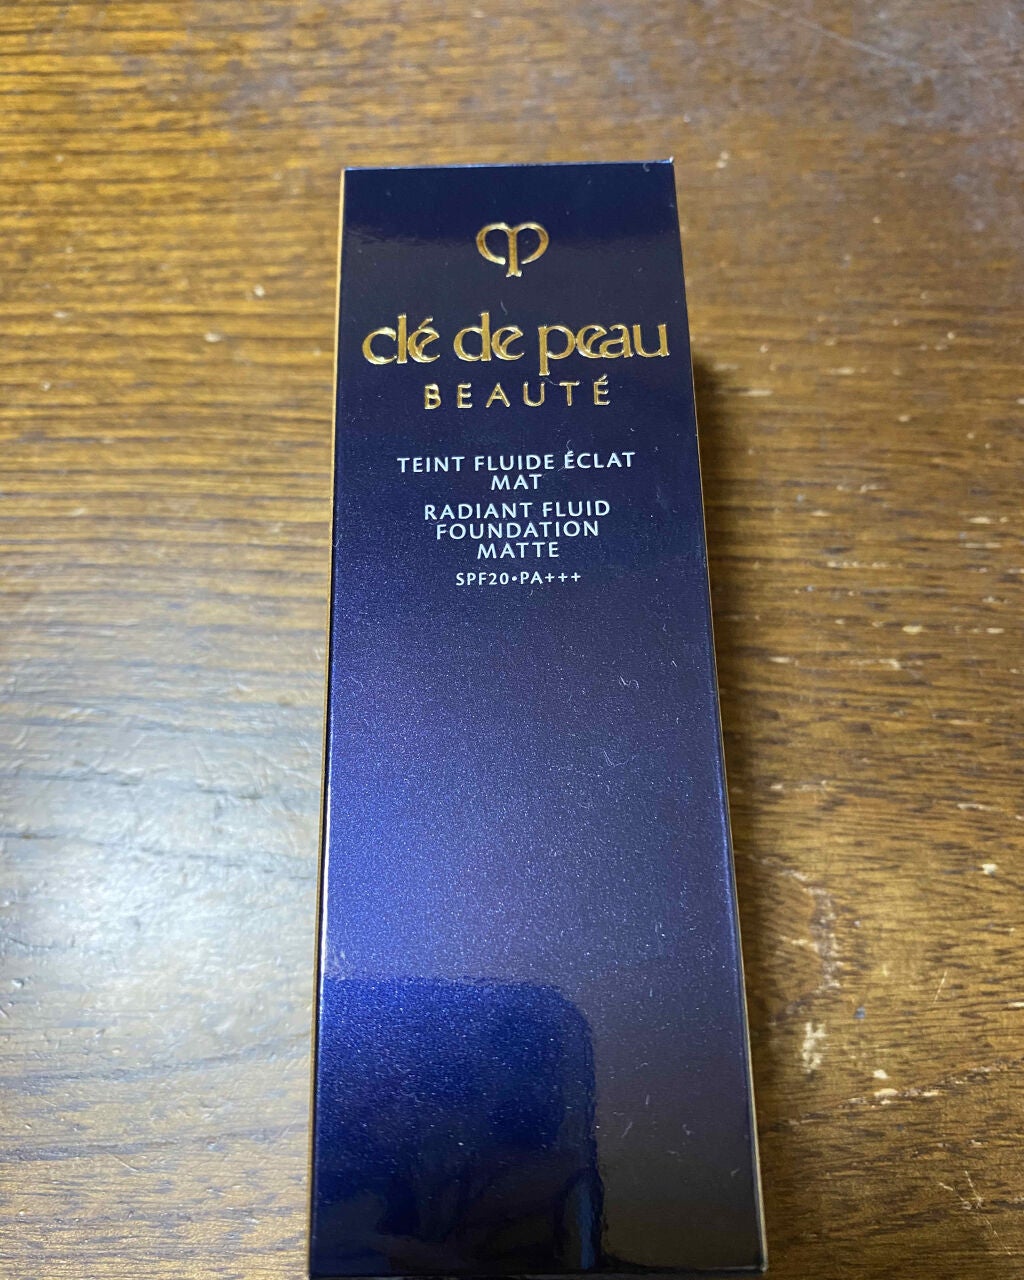 clé de peau
BEAUTÉ
TEINT FLUIDE ÉCLAT
MAT
RADIANT FLUID
FOUNDATION
MATTE
SPF20•PA+++